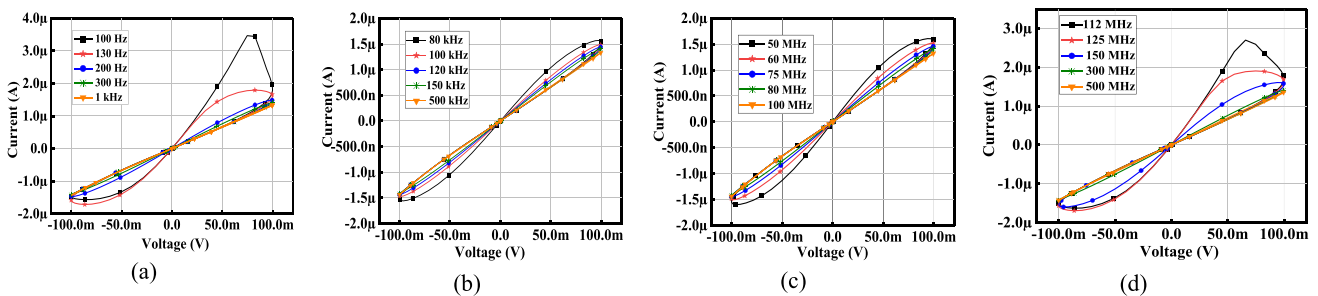 4.0μ
3.0μ
2.0μ
1.0μ
0.0
-1.0μ
2.0μ
Current (A)
100 Hz
130 Hz
200 Hz
300 Hz
1 kHz
-100.0m -50.0m 0.0 50.0m 100.0m
Voltage (V)
(a)
2.0μ
1.5μ
1.0μ
500.0n
0.0
-500.0n
-1.0μ
-1.5μ
-2.0μ
Current (A)
80 kHz
100 kHz
120 kHz
150 kHz
500 kHz
-100.0m -50.0m 0.0 50.0m 100.0m
Voltage (V)
(b)
2.0μ
1.5μ
1.0μ
500.0n
0.0
-500.0n
-1.0μ
-1.5μ
-2.0μ
Current (A)
50 MHz
60 MHz
75 MHz
80 MHz
100 MHz
-100.0m -50.0m 0.0 50.0m 100.0m
Voltage (V)
(c)
3.0μ
2.0μ
1.0μ
0.0
-1.0μ
-2.0μ
Current (A)
112 MHz
125 MHz
150 MHz
300 MHz
500 MHz
-100.0m -50.0m 0.0 50.0m 100.0m
Voltage (V)
(d)